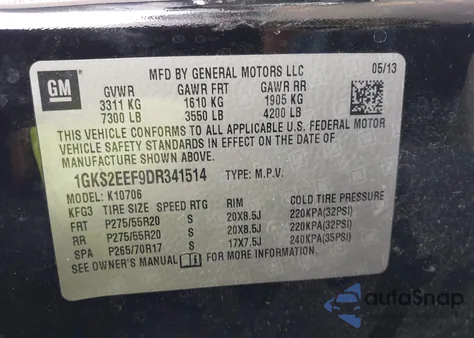 GM
MFD BY GENERAL MOTORS LLC 05/13
GVWR GAWR FRT GAWR RR
3311 KG 1610 KG 1905 KG
7300 LB 3550 LB 4200 LB
THIS VEHICLE CONFORMS TO ALL APPLICABLE U.S. FEDERAL MOTOR
VEHICLE SAFETY STANDARDS IN EFFECT ON THE DATE OF
MANUFACTURE SHOWN ABOVE.
1GKS2EEF9DR341514 TYPE: M.P.V.
MODEL: K10706
KFG3 TIRE SIZE SPEED RTG RIM COLD TIRE PRESSURE
FRT P275/55R20 S 20X8.5J 220KPA(32PSI)
RR P275/55R20 S 20X8.5J 220KPA(32PSI)
SPA P265/70R17 S 17X7.5J 240KPA(35PSI)
SEE OWNER'S MANUAL FOR MORE INFORMATION.
autoSnap